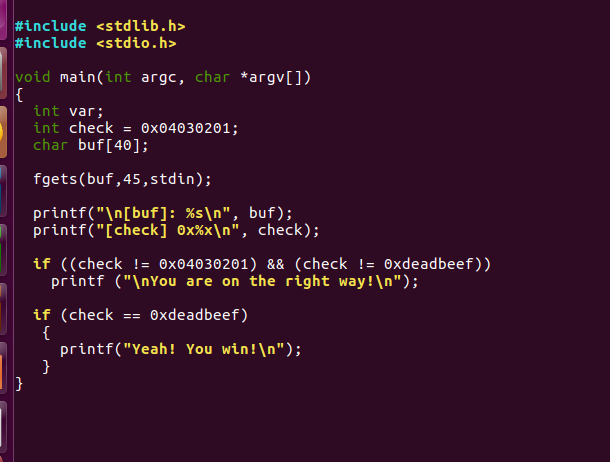 #include <stdlib.h>
#include <stdio.h>

void main(int argc, char *argv[])
{
  int var;
  int check = 0x04030201;
  char buf[40];

  fgets(buf,45,stdin);

  printf("\n[buf]: %s\n", buf);
  printf("[check] 0x%x\n", check);

  if ((check != 0x04030201) && (check != 0xdeadbeef))
    printf ("\nYou are on the right way!\n");

  if (check == 0xdeadbeef)
   {
     printf("Yeah! You win!\n");
   }
}